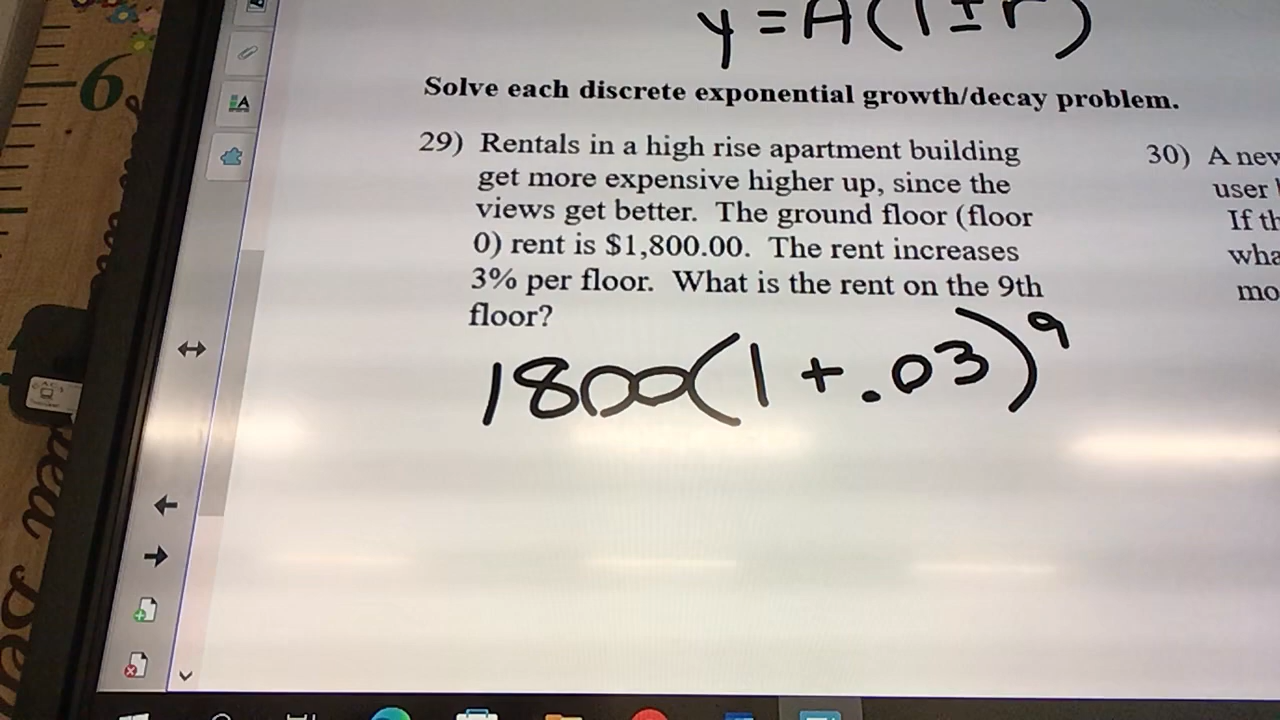 y = A(1 ± r)
Solve each discrete exponential growth/decay problem.
29) Rentals in a high rise apartment building
get more expensive higher up, since the
views get better. The ground floor (floor
0) rent is $1,800.00. The rent increases
3% per floor. What is the rent on the 9th
floor?
1800(1 + .03)^9
30) A new
user
If th
wha
mo
6